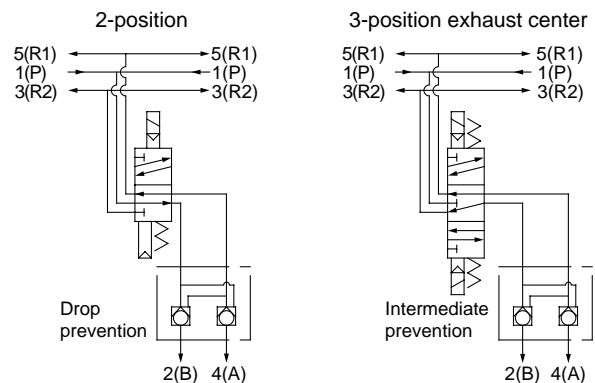 2-position
5(R1) 5(R1)
1(P) 1(P)
3(R2) 3(R2)
Drop
prevention
2(B) 4(A)
3-position exhaust center
5(R1) 5(R1)
1(P) 1(P)
3(R2) 3(R2)
Intermediate
prevention
2(B) 4(A)